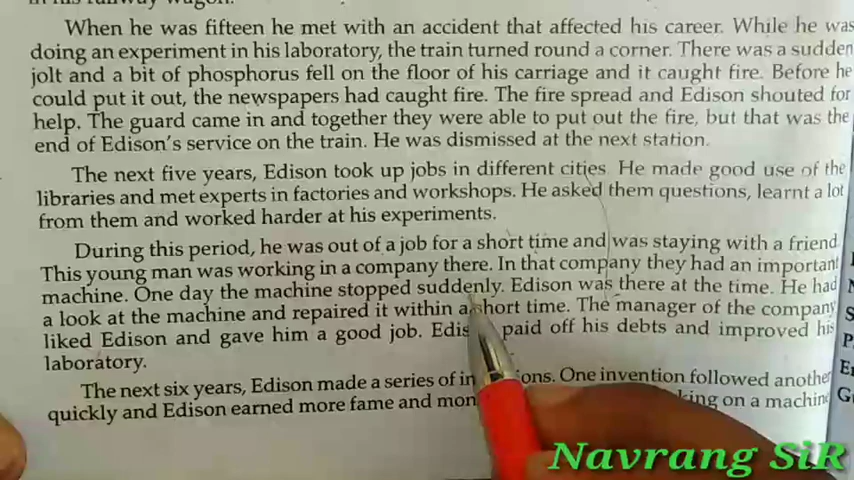 When he was fifteen he met with an accident that affected his career. While he was
doing an experiment in his laboratory, the train turned round a corner. There was a sudden
jolt and a bit of phosphorus fell on the floor of his carriage and it caught fire. Before he
could put it out, the newspapers had caught fire. The fire spread and Edison shouted for
help. The guard came in and together they were able to put out the fire, but that was the
end of Edison's service on the train. He was dismissed at the next station.
The next five years, Edison took up jobs in different cities. He made good use of the
libraries and met experts in factories and workshops. He asked them questions, learnt a lot
from them and worked harder at his experiments.
During this period, he was out of a job for a short time and was staying with a friend.
This young man was working in a company there. In that company they had an important
machine. One day the machine stopped suddenly. Edison was there at the time. He had
a look at the machine and repaired it within a short time. The manager of the company
liked Edison and gave him a good job. paid off his debts and improved his
laboratory.
The next six years, Edison made a series of One invention followed another
quickly and Edison earned more fame and on a machine
Navrang SiR